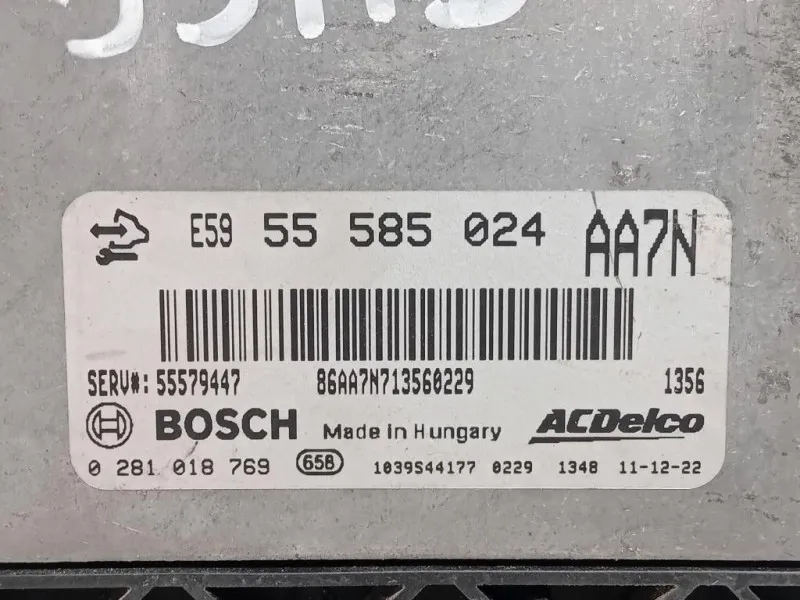 E59 55 585 024 AA7N
SERV#: 55579447 86AA7N713560229 1356
BOSCH Made in Hungary ACDelco
0 281 018 769 658 1039S44177 0229 1348 11-12-22